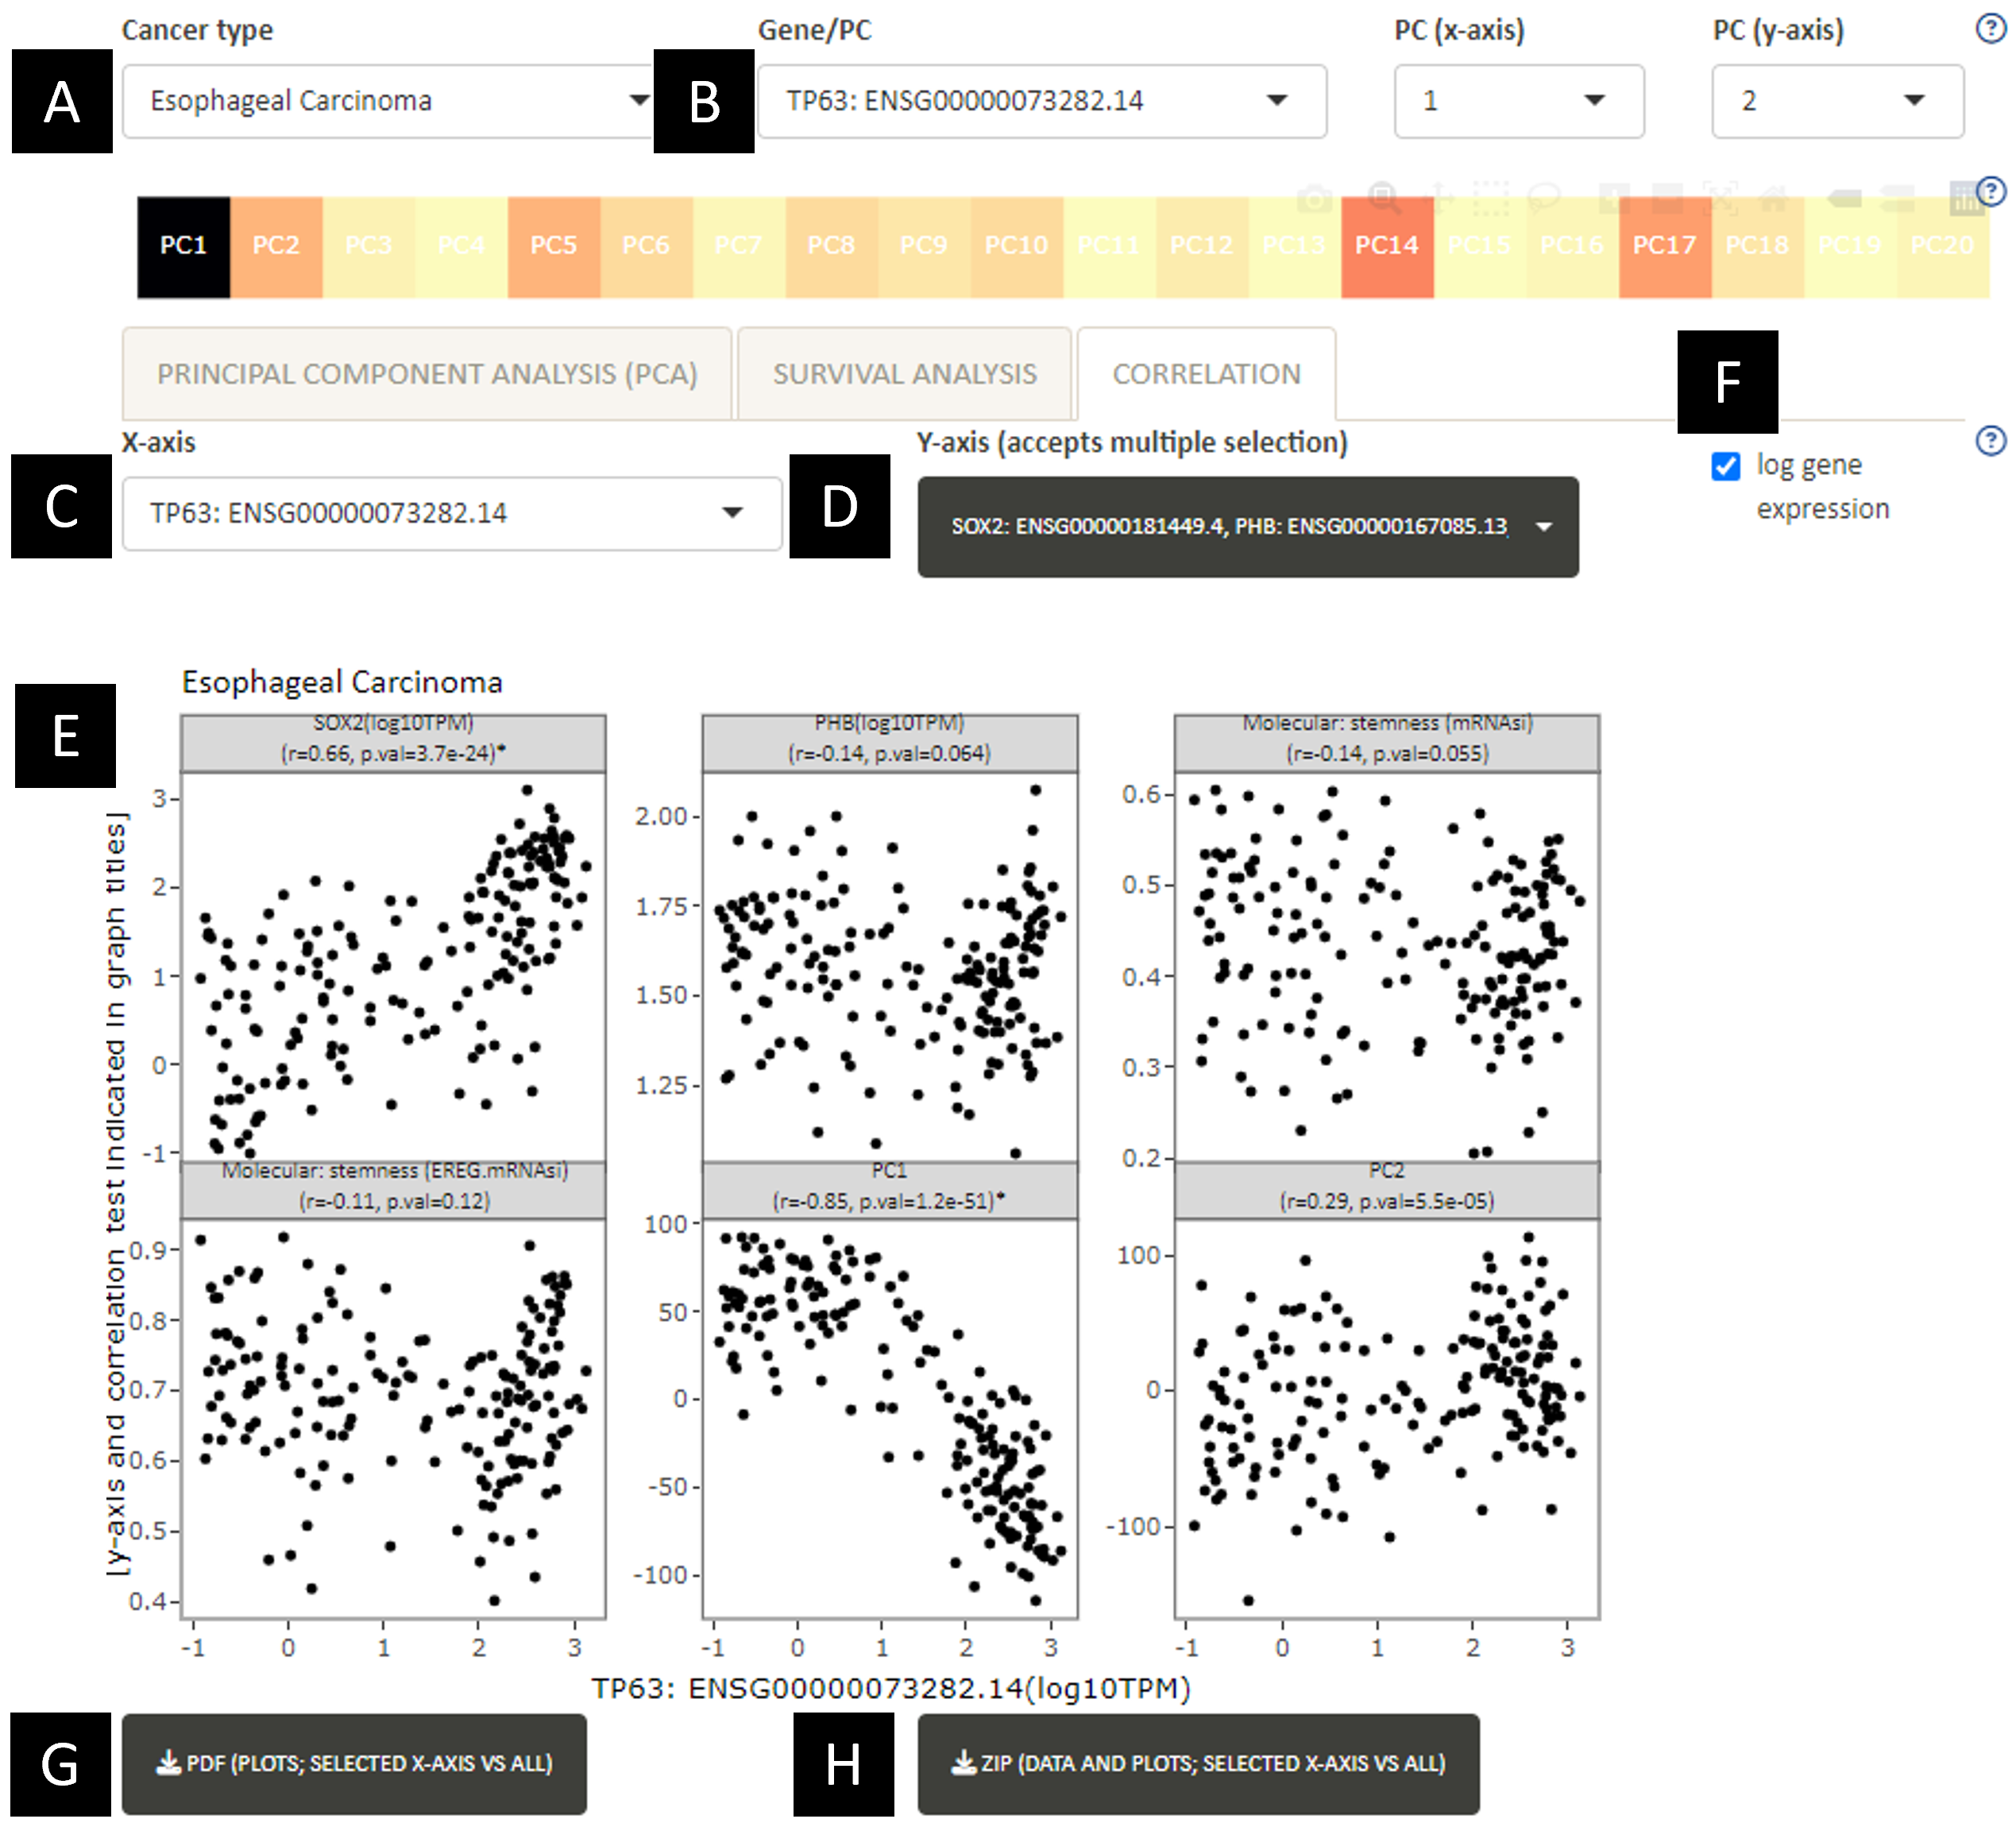 Cancer type
Gene/PC
PC (x-axis)
PC (y-axis)
?
A
Esophageal Carcinoma
B
TP63: ENSG00000073282.14
1
2
?
PC1 PC2 PC3 PC4 PC5 PC6 PC7 PC8 PC9 PC10 PC11 PC12 PC13 PC14 PC15 PC16 PC17 PC18 PC19 PC20
PRINCIPAL COMPONENT ANALYSIS (PCA)
SURVIVAL ANALYSIS
CORRELATION
F
X-axis
Y-axis (accepts multiple selection)
?
C
TP63: ENSG00000073282.14
D
SOX2: ENSG00000181449.4, PHB: ENSG00000167085.13,
log gene
expression
E
Esophageal Carcinoma
[y-axis and correlation test indicated in graph titles]
SOX2(log10TPM)
(r=0.66, p.val=3.7e-24)*
3
2
1
0
-1
PHB(log10TPM)
(r=-0.14, p.val=0.064)
2.00
1.75
1.50
1.25
Molecular: stemness (mRNAsi)
(r=-0.14, p.val=0.055)
0.6
0.5
0.4
0.3
0.2
Molecular: stemness (EREG.mRNAsi)
(r=-0.11, p.val=0.12)
0.9
0.8
0.7
0.6
0.5
0.4
-1 0 1 2 3
PC1
(r=-0.85, p.val=1.2e-51)*
100
50
0
-50
-100
-1 0 1 2 3
PC2
(r=0.29, p.val=5.5e-05)
100
0
-100
-1 0 1 2 3
TP63: ENSG00000073282.14(log10TPM)
G
PDF (PLOTS; SELECTED X-AXIS VS ALL)
H
ZIP (DATA AND PLOTS; SELECTED X-AXIS VS ALL)